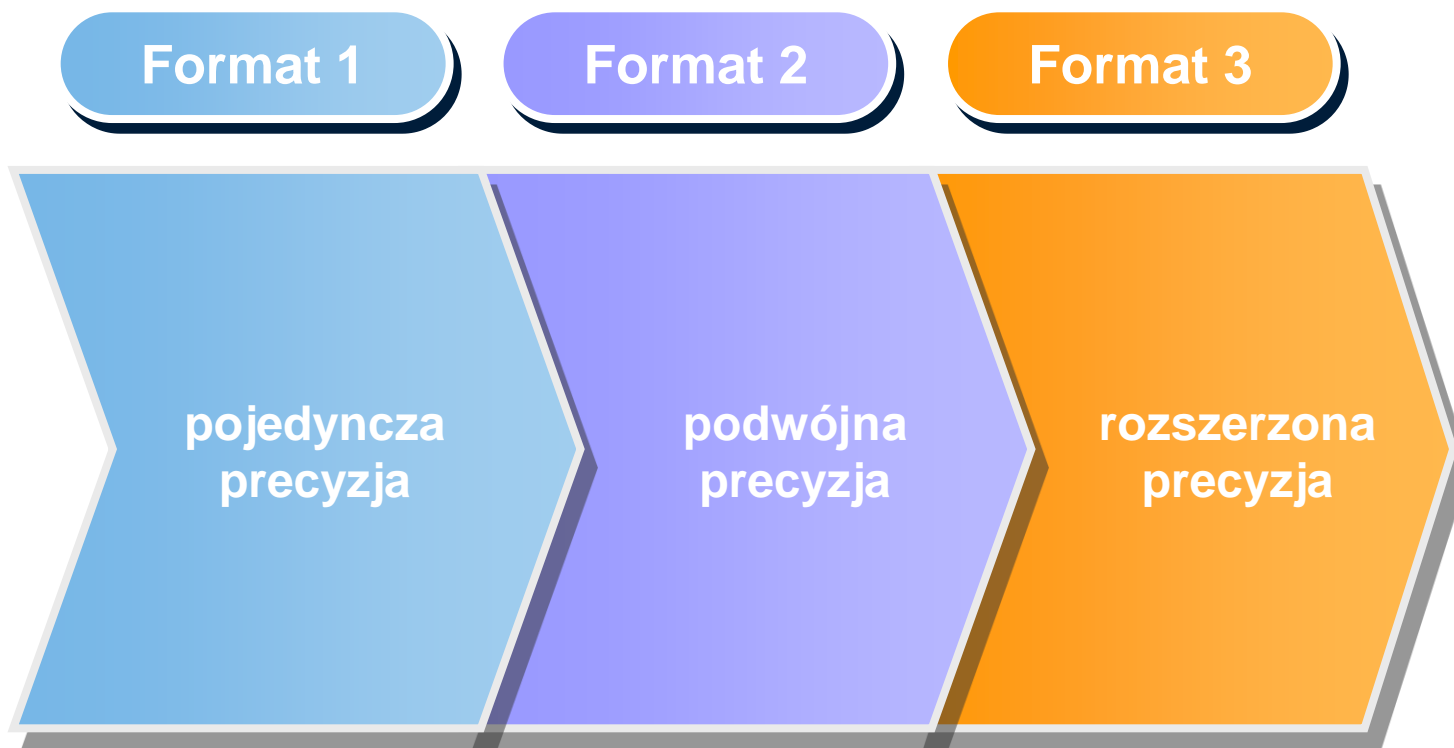 Format 1
Format 2
Format 3
pojedyncza
precyzja
podwójna
precyzja
rozszerzona
precyzja